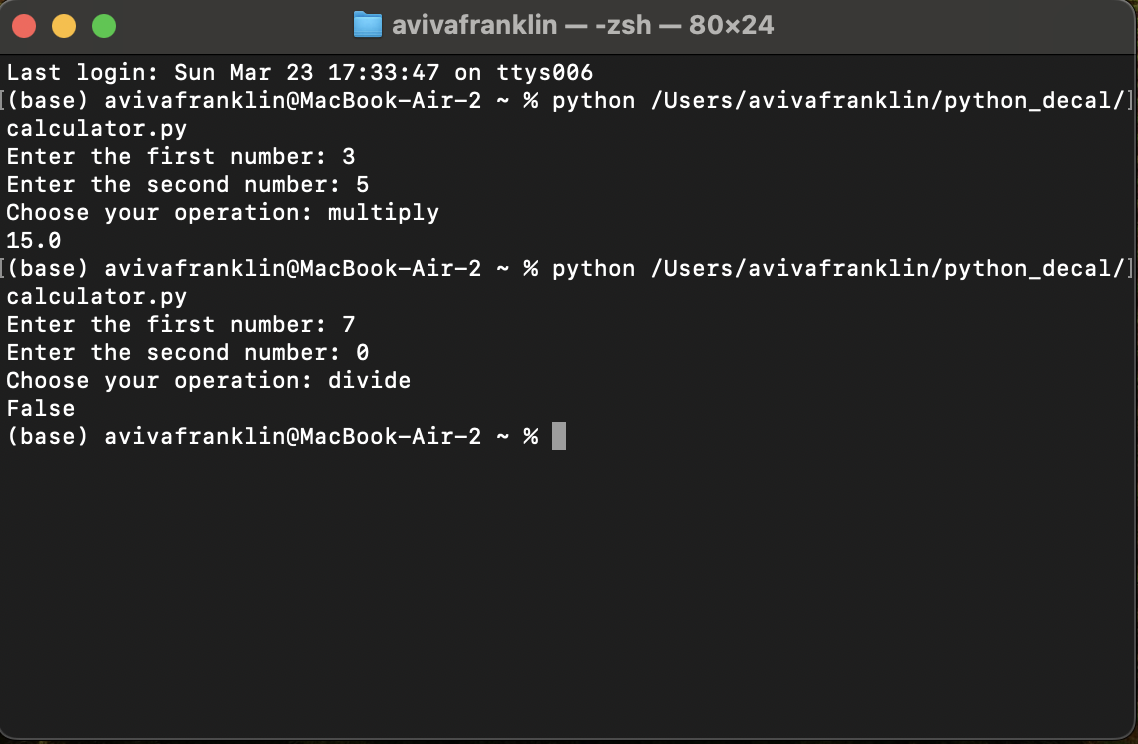 avivafranklin — -zsh — 80×24
Last login: Sun Mar 23 17:33:47 on ttys006
[(base) avivafranklin@MacBook-Air-2 ~ % python /Users/avivafranklin/python_decal/]
calculator.py
Enter the first number: 3
Enter the second number: 5
Choose your operation: multiply
15.0
[(base) avivafranklin@MacBook-Air-2 ~ % python /Users/avivafranklin/python_decal/]
calculator.py
Enter the first number: 7
Enter the second number: 0
Choose your operation: divide
False
(base) avivafranklin@MacBook-Air-2 ~ %